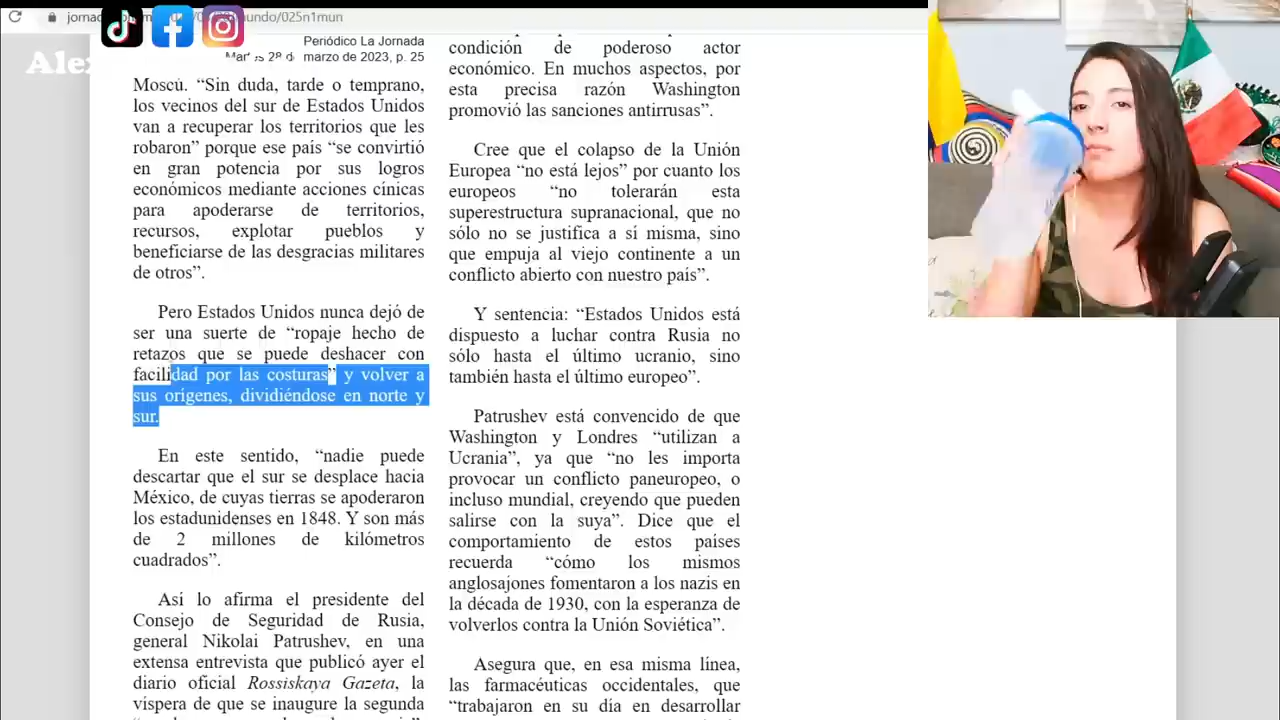 Periódico La Jornada
de marzo de 2023, p. 25
Moscú. “Sin duda, tarde o temprano,
los vecinos del sur de Estados Unidos
van a recuperar los territorios que les
robaron” porque ese país “se convirtió
en gran potencia por sus logros
económicos mediante acciones cínicas
para apoderarse de territorios,
recursos, explotar pueblos y
beneficiarse de las desgracias militares
de otros”.
Pero Estados Unidos nunca dejó de
ser una suerte de “ropaje hecho de
retazos que se puede deshacer con
facilidad por las costuras” y volver a
sus orígenes, dividiéndose en norte y
sur.
En este sentido, “nadie puede
descartar que el sur se desplace hacia
México, de cuyas tierras se apoderaron
los estadunidenses en 1848. Y son más
de 2 millones de kilómetros
cuadrados”.
Así lo afirma el presidente del
Consejo de Seguridad de Rusia,
general Nikolai Patrushev, en una
extensa entrevista que publicó ayer el
diario oficial Rossiskaya Gazeta, la
víspera de que se inaugure la segunda
condición de poderoso actor
económico. En muchos aspectos, por
esta precisa razón Washington
promovió las sanciones antirrusas”.
Cree que el colapso de la Unión
Europea “no está lejos” por cuanto los
europeos “no tolerarán esta
superestructura supranacional, que no
sólo no se justifica a sí misma, sino
que empuja al viejo continente a un
conflicto abierto con nuestro país”.
Y sentencia: “Estados Unidos está
dispuesto a luchar contra Rusia no
sólo hasta el último ucranio, sino
también hasta el último europeo”.
Patrushev está convencido de que
Washington y Londres “utilizan a
Ucrania”, ya que “no les importa
provocar un conflicto paneuropeo, o
incluso mundial, creyendo que pueden
salirse con la suya”. Dice que el
comportamiento de estos países
recuerda “cómo los mismos
anglosajones fomentaron a los nazis en
la década de 1930, con la esperanza de
volverlos contra la Unión Soviética”.
Asegura que, en esa misma línea,
las farmacéuticas occidentales, que
“trabajaron en su día en desarrollar